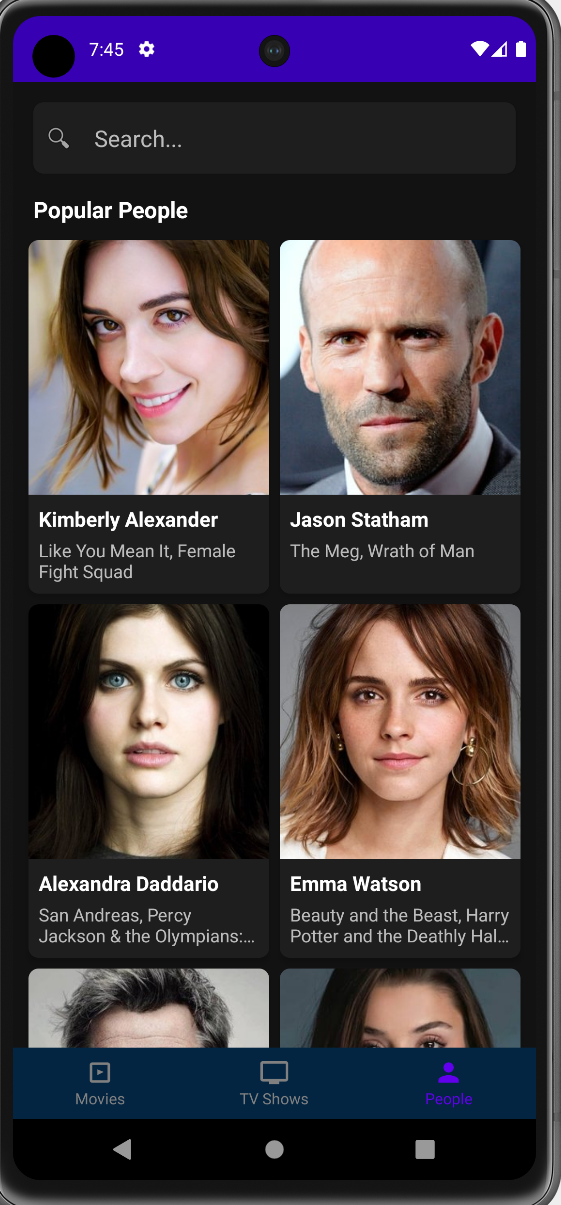 7:45
Search...
Popular People
Kimberly Alexander
Like You Mean It, Female
Fight Squad
Jason Statham
The Meg, Wrath of Man
Alexandra Daddario
San Andreas, Percy
Jackson & the Olympians:...
Emma Watson
Beauty and the Beast, Harry
Potter and the Deathly Hal...
Movies
TV Shows
People